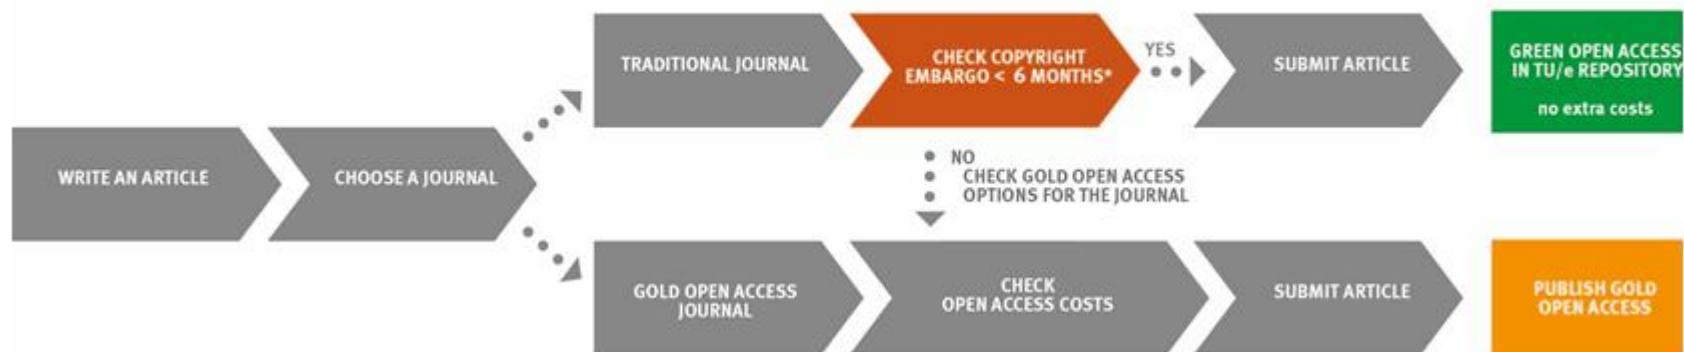 WRITE AN ARTICLE
CHOOSE A JOURNAL
TRADITIONAL JOURNAL
CHECK COPYRIGHT
EMBARGO < 6 MONTHS*
YES
SUBMIT ARTICLE
GREEN OPEN ACCESS
IN TU/e REPOSITORY
no extra costs
NO
CHECK GOLD OPEN ACCESS
OPTIONS FOR THE JOURNAL
GOLD OPEN ACCESS
JOURNAL
CHECK
OPEN ACCESS COSTS
SUBMIT ARTICLE
PUBLISH GOLD
OPEN ACCESS